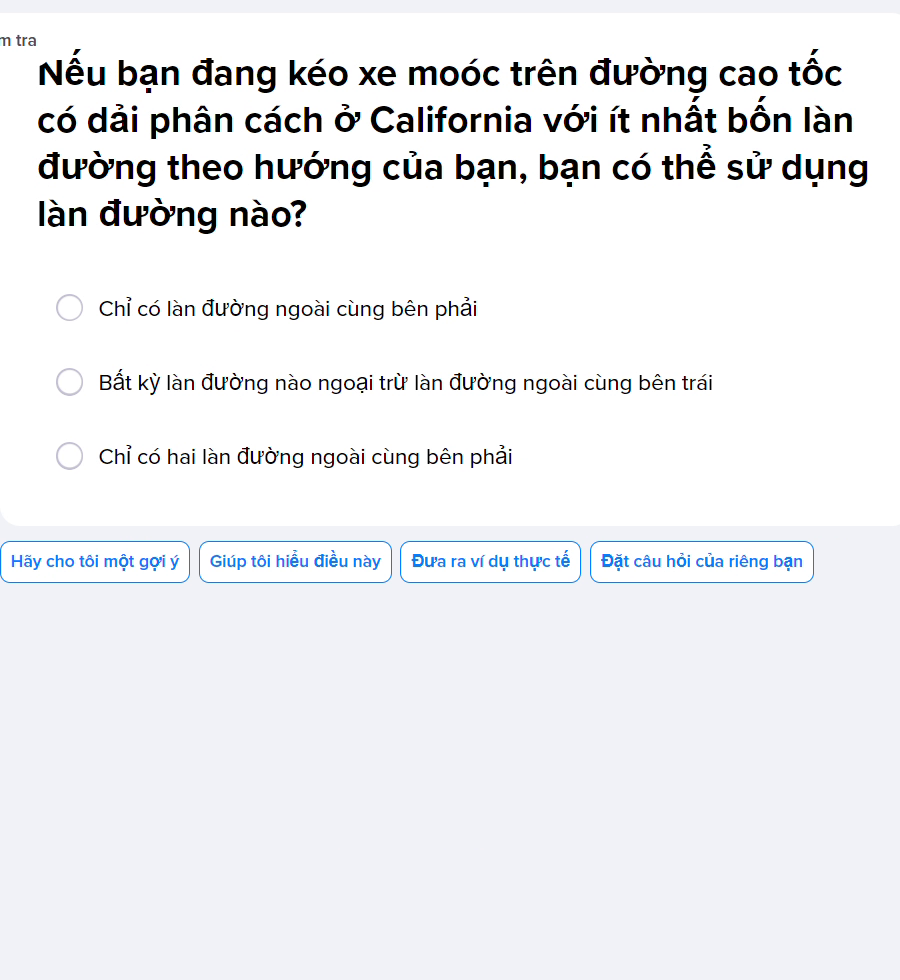 m tra
Nếu bạn đang kéo xe moóc trên đường cao tốc
có dải phân cách ở California với ít nhất bốn làn
đường theo hướng của bạn, bạn có thể sử dụng
làn đường nào?
Chỉ có làn đường ngoài cùng bên phải
Bất kỳ làn đường nào ngoại trừ làn đường ngoài cùng bên trái
Chỉ có hai làn đường ngoài cùng bên phải
Hãy cho tôi một gợi ý
Giúp tôi hiểu điều này
Đưa ra ví dụ thực tế
Đặt câu hỏi của riêng bạn